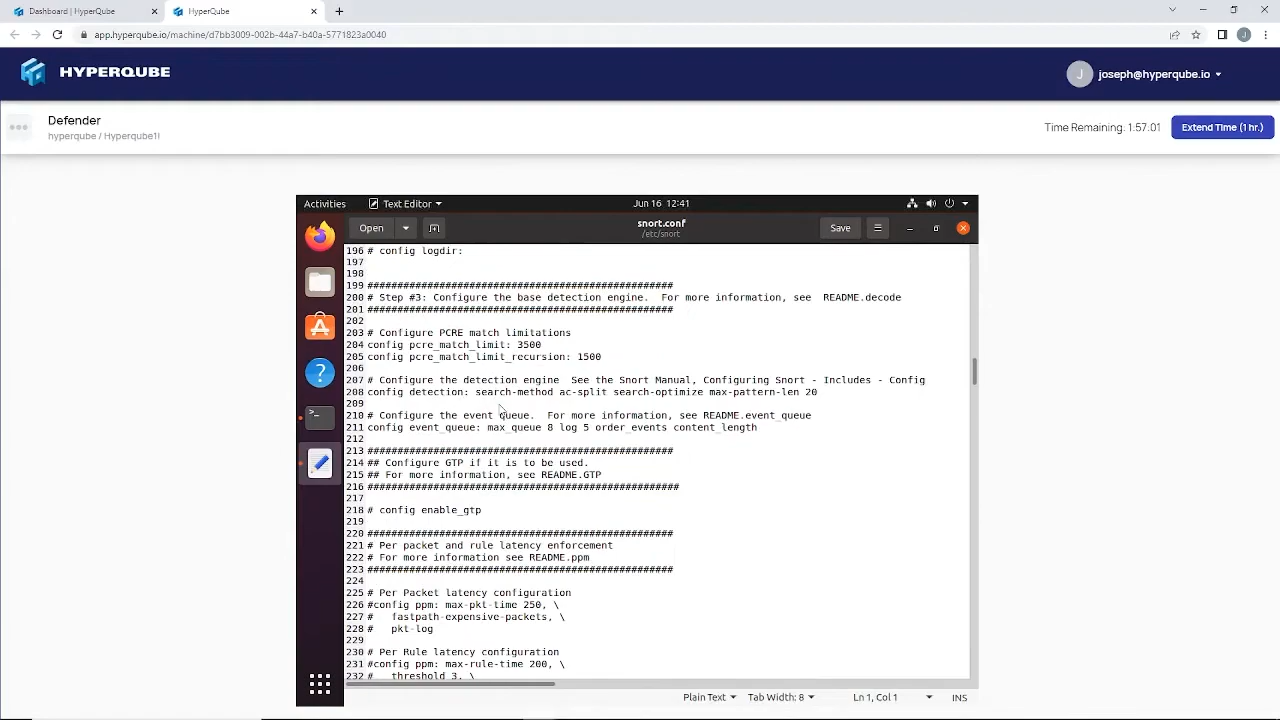 Dashboard | HyperQube
HyperQube
app.hyperqube.io/machine/d7bb3009-002b-44a7-b40a-5771823a0040
J
HYPERQUBE
J
joseph@hyperqube.io
Defender
hyperqube / Hyperqube1!
Time Remaining: 1:57:01
Extend Time (1 hr.)
Activities
Text Editor
Jun 16 12:41
Open
snort.conf
/etc/snort
Save
196 # config logdir:
197
198
199 ###################################################
200 # Step #3: Configure the base detection engine.  For more information, see  README.decode
201 ###################################################
202
203 # Configure PCRE match limitations
204 config pcre_match_limit: 3500
205 config pcre_match_limit_recursion: 1500
206
207 # Configure the detection engine  See the Snort Manual, Configuring Snort - Includes - Config
208 config detection: search-method ac-split search-optimize max-pattern-len 20
209
210 # Configure the event queue.  For more information, see README.event_queue
211 config event_queue: max_queue 8 log 5 order_events content_length
212
213 ###################################################
214 ## Configure GTP if it is to be used.
215 ## For more information, see README.GTP
216 ####################################################
217
218 # config enable_gtp
219
220 ###################################################
221 # Per packet and rule latency enforcement
222 # For more information see README.ppm
223 ###################################################
224
225 # Per Packet latency configuration
226 #config ppm: max-pkt-time 250, \
227 #   fastpath-expensive-packets, \
228 #   pkt-log
229
230 # Per Rule latency configuration
231 #config ppm: max-rule-time 200, \
232 #   threshold 3, \
Plain Text
Tab Width: 8
Ln 1, Col 1
INS